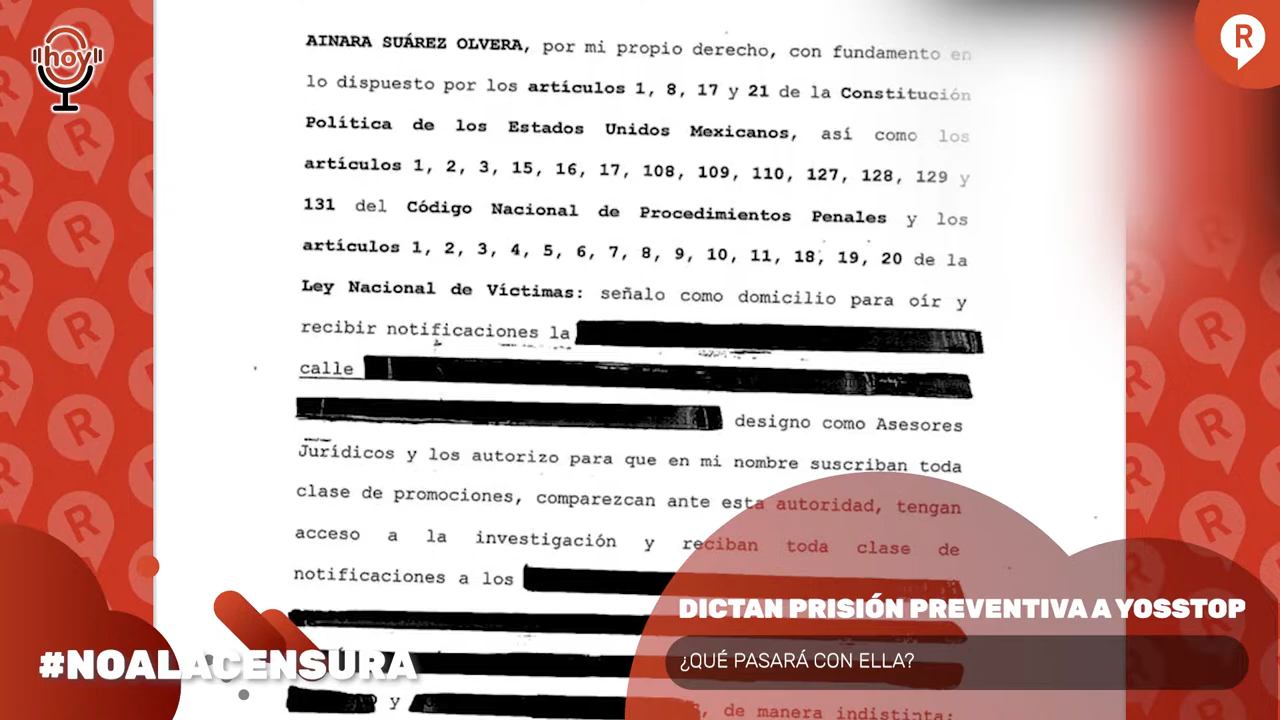 hoy
R
AINARA SUÁREZ OLVERA, por mi propio derecho, con fundamento en
lo dispuesto por los artículos 1, 8, 17 y 21 de la Constitución
Política de los Estados Unidos Mexicanos, así como los
artículos 1, 2, 3, 15, 16, 17, 108, 109, 110, 127, 128, 129 y
131 del Código Nacional de Procedimientos Penales y los
artículos 1, 2, 3, 4, 5, 6, 7, 8, 9, 10, 11, 18, 19, 20 de la
Ley Nacional de Víctimas: señalo como domicilio para oír y
recibir notificaciones la
calle
designo como Asesores
Jurídicos y los autorizo para que en mi nombre suscriban toda
clase de promociones, comparezcan ante esta autoridad, tengan
acceso a la investigación y reciban toda clase de
notificaciones a los
y
, de manera indistinta:
DICTAN PRISIÓN PREVENTIVA A YOSSTOP
¿QUÉ PASARÁ CON ELLA?
#NOALACENSURA